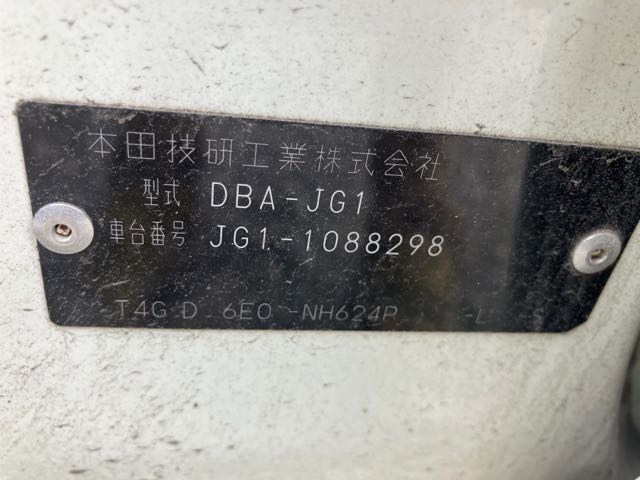 本田技研工業株式会社
型式 DBA-JG1
車台番号 JG1-1088298
T4G D 6E0 -NH624P -L -S